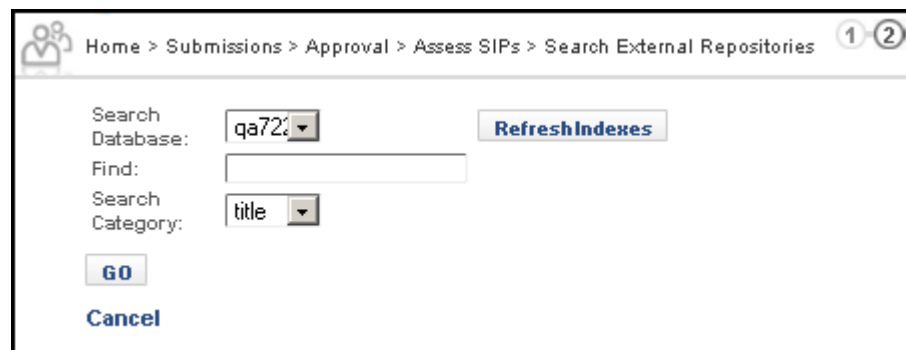 Home > Submissions > Approval > Assess SIPs > Search External Repositories 1 2
Search
Database: qa722 RefreshIndexes
Find:
Search
Category: title
GO
Cancel